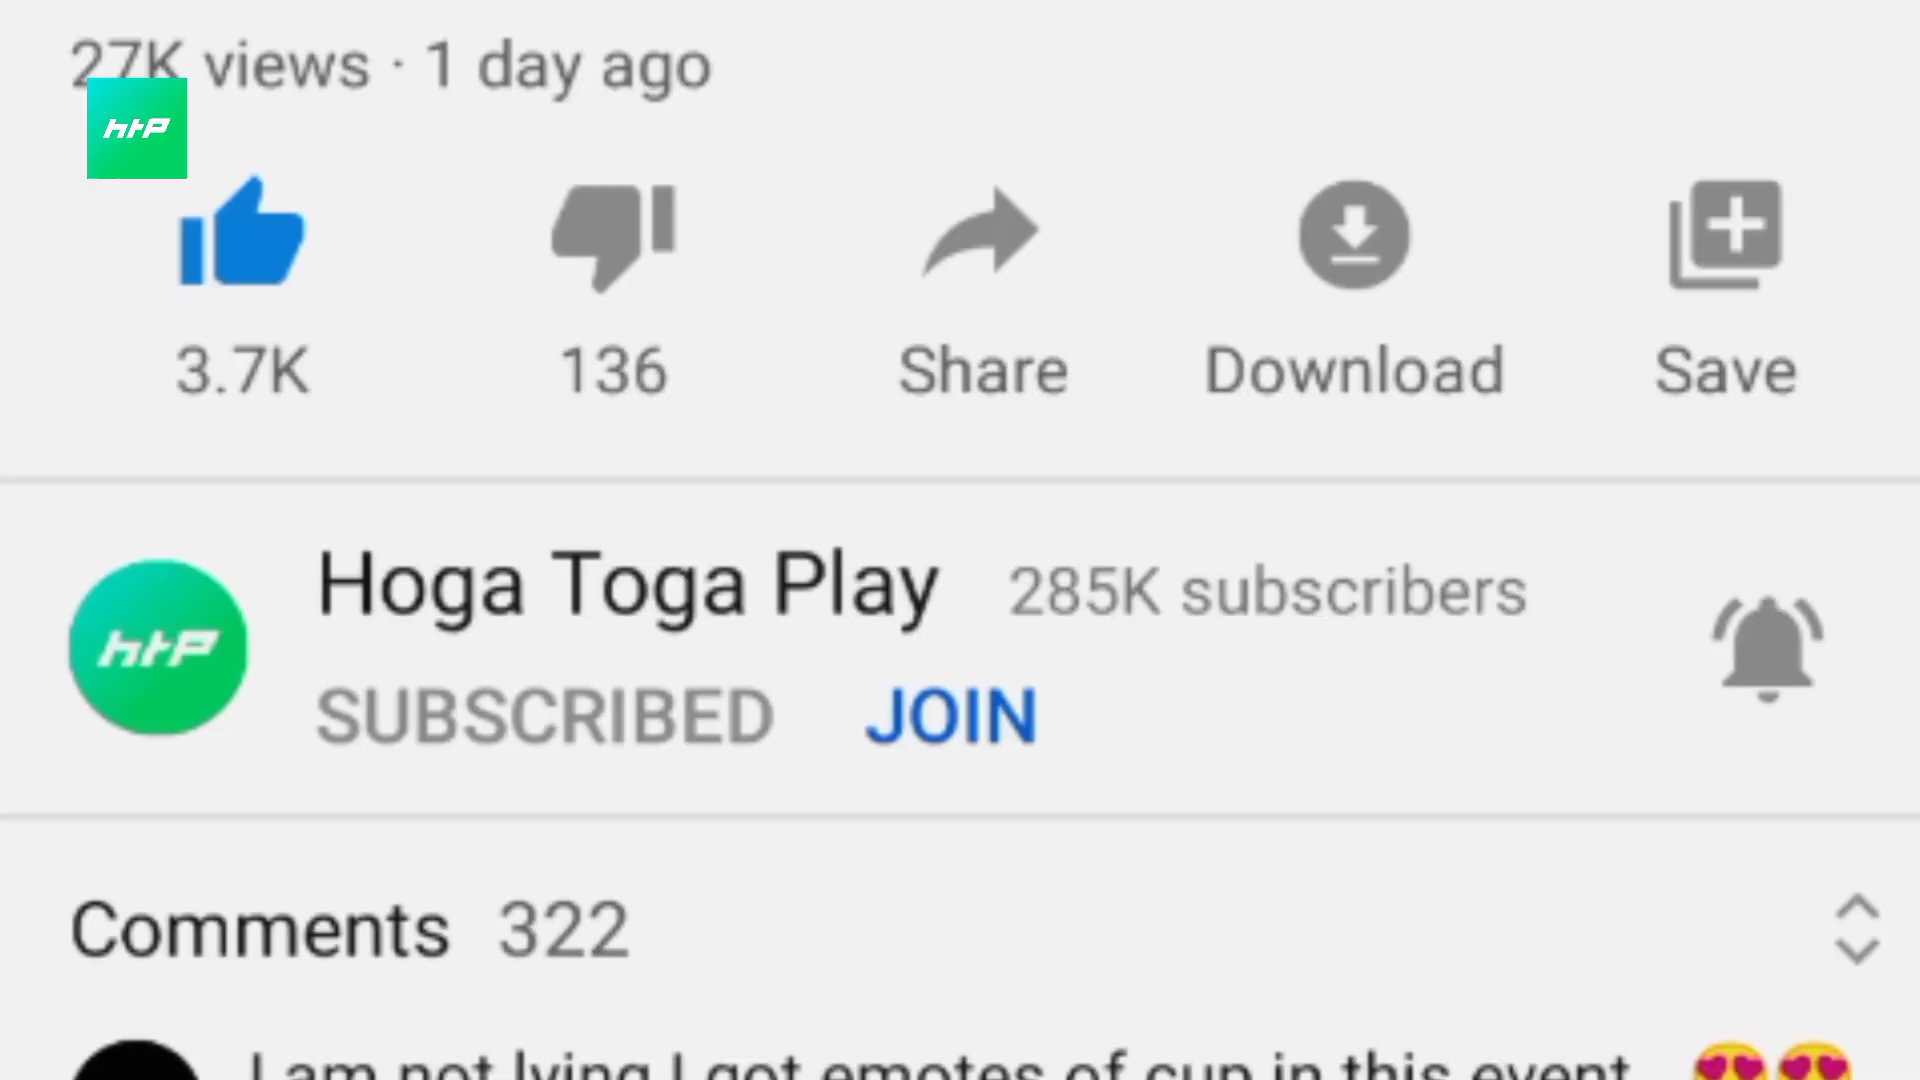 27K views · 1 day ago
htP
3.7K
136
Share
Download
Save
htP
Hoga Toga Play 285K subscribers
SUBSCRIBED JOIN
Comments 322
I am not lying I got emotes of cup in this event 😍😍